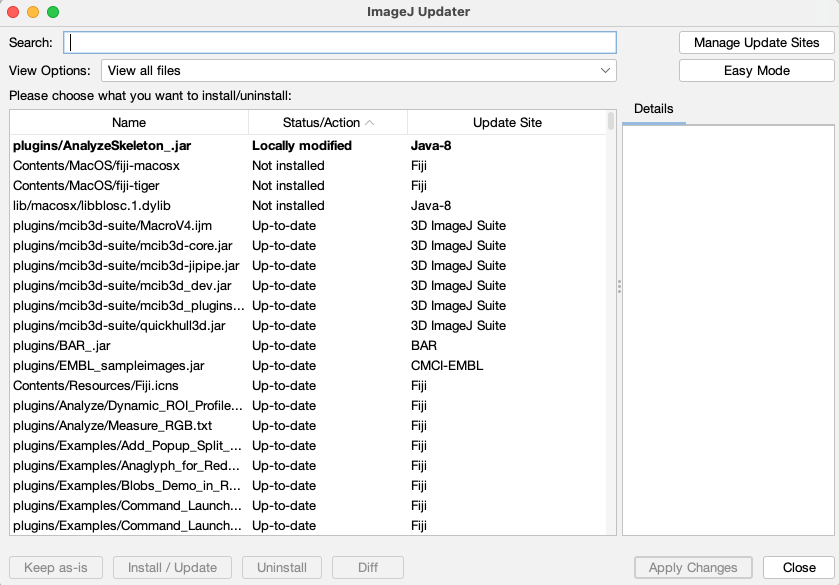 ImageJ Updater
Search:
Manage Update Sites
View Options: View all files
Easy Mode
Please choose what you want to install/uninstall:
Details
Name Status/Action Update Site
plugins/AnalyzeSkeleton_.jar Locally modified Java-8
Contents/MacOS/fiji-macosx Not installed Fiji
Contents/MacOS/fiji-tiger Not installed Fiji
lib/macosx/libblosc.1.dylib Not installed Java-8
plugins/mcib3d-suite/MacroV4.ijm Up-to-date 3D ImageJ Suite
plugins/mcib3d-suite/mcib3d-core.jar Up-to-date 3D ImageJ Suite
plugins/mcib3d-suite/mcib3d-jipipe.jar Up-to-date 3D ImageJ Suite
plugins/mcib3d-suite/mcib3d_dev.jar Up-to-date 3D ImageJ Suite
plugins/mcib3d-suite/mcib3d_plugins... Up-to-date 3D ImageJ Suite
plugins/mcib3d-suite/quickhull3d.jar Up-to-date 3D ImageJ Suite
plugins/BAR_.jar Up-to-date BAR
plugins/EMBL_sampleimages.jar Up-to-date CMCI-EMBL
Contents/Resources/Fiji.icns Up-to-date Fiji
plugins/Analyze/Dynamic_ROI_Profile... Up-to-date Fiji
plugins/Analyze/Measure_RGB.txt Up-to-date Fiji
plugins/Examples/Add_Popup_Split_... Up-to-date Fiji
plugins/Examples/Anaglyph_for_Red... Up-to-date Fiji
plugins/Examples/Blobs_Demo_in_R... Up-to-date Fiji
plugins/Examples/Command_Launch... Up-to-date Fiji
plugins/Examples/Command_Launch... Up-to-date Fiji
Keep as-is Install / Update Uninstall Diff Apply Changes Close